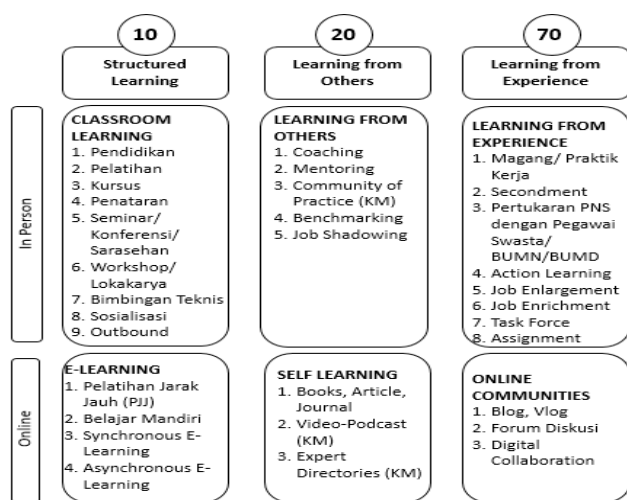 10
Structured
Learning
20
Learning from
Others
70
Learning from
Experience
In Person
CLASSROOM
LEARNING
1. Pendidikan
2. Pelatihan
3. Kursus
4. Penataran
5. Seminar/
Konferensi/
Sarasehan
6. Workshop/
Lokakarya
7. Bimbingan Teknis
8. Sosialisasi
9. Outbound
LEARNING FROM
OTHERS
1. Coaching
2. Mentoring
3. Community of
Practice (KM)
4. Benchmarking
5. Job Shadowing
LEARNING FROM
EXPERIENCE
1. Magang/ Praktik
Kerja
2. Secondment
3. Pertukaran PNS
dengan Pegawai
Swasta/
BUMN/BUMD
4. Action Learning
5. Job Enlargement
6. Job Enrichment
7. Task Force
8. Assignment
Online
E-LEARNING
1. Pelatihan Jarak
Jauh (PJJ)
2. Belajar Mandiri
3. Synchronous E-
Learning
4. Asynchronous E-
Learning
SELF LEARNING
1. Books, Article,
Journal
2. Video-Podcast
(KM)
3. Expert
Directories (KM)
ONLINE
COMMUNITIES
1. Blog, Vlog
2. Forum Diskusi
3. Digital
Collaboration